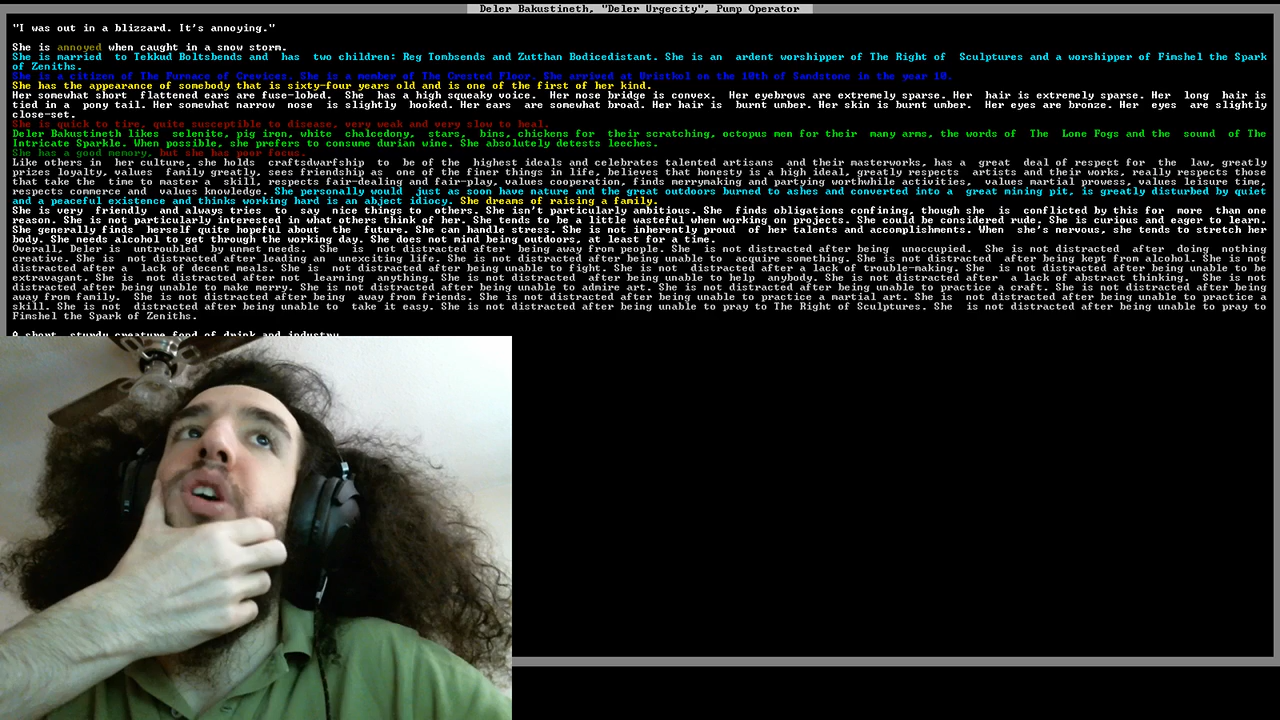 Deler Bakustineth, "Deler Urgecity", Pump Operator
"I was out in a blizzard. It's annoying."
She is annoyed when caught in a snow storm.
She is married to Tekkud Boltsbends and has two children: Reg Tombsends and Zutthan Bodicedistant. She is an ardent worshipper of The Right of Sculptures and a worshipper of Fimshel the Spark
of Zeniths.
She is a citizen of The Furnace of Crevices. She is a member of The Crested Floor. She arrived at Uristkol on the 10th of Sandstone in the year 10.
She has the appearance of somebody that is sixty-four years old and is one of the first of her kind.
Her somewhat short flattened ears are fuse-lobed. She has a high squeaky voice. Her nose bridge is convex. Her eyebrows are extremely sparse. Her hair is extremely sparse. Her long hair is
tied in a pony tail. Her somewhat narrow nose is slightly hooked. Her ears are somewhat broad. Her hair is burnt umber. Her skin is burnt umber. Her eyes are bronze. Her eyes are slightly
close-set.
She is quick to tire, quite susceptible to disease, very weak and very slow to heal.
Deler Bakustineth likes selenite, pig iron, white chalcedony, stars, bins, chickens for their scratching, octopus men for their many arms, the words of The Lone Fogs and the sound of The
Intricate Sparkle. When possible, she prefers to consume durian wine. She absolutely detests leeches.
She has a good memory, but she has poor focus.
Like others in her culture, she holds craftsdwarfship to be of the highest ideals and celebrates talented artisans and their masterworks, has a great deal of respect for the law, greatly
prizes loyalty, values family greatly, sees friendship as one of the finer things in life, believes that honesty is a high ideal, greatly respects artists and their works, really respects those
that take the time to master a skill, respects fair-dealing and fair-play, values cooperation, finds merrymaking and partying worthwhile activities, values martial prowess, values leisure time,
respects commerce and values knowledge. She personally would just as soon have nature and the great outdoors burned to ashes and converted into a great mining pit, is greatly disturbed by quiet
and a peaceful existence and thinks working hard is an abject idiocy. She dreams of raising a family.
She is very friendly and always tries to say nice things to others. She isn't particularly ambitious. She finds obligations confining, though she is conflicted by this for more than one
reason. She is not particularly interested in what others think of her. She tends to be a little wasteful when working on projects. She could be considered rude. She is curious and eager to learn.
She generally finds herself quite hopeful about the future. She can handle stress. She is not inherently proud of her talents and accomplishments. When she's nervous, she tends to stretch her
body. She needs alcohol to get through the working day. She does not mind being outdoors, at least for a time.
Overall, Deler is untroubled by unmet needs. She is not distracted after being away from people. She is not distracted after being unoccupied. She is not distracted after doing nothing
creative. She is not distracted after leading an unexciting life. She is not distracted after being unable to acquire something. She is not distracted after being kept from alcohol. She is not
distracted after a lack of decent meals. She is not distracted after being unable to fight. She is not distracted after a lack of trouble-making. She is not distracted after being unable to be
extravagant. She is not distracted after not learning anything. She is not distracted after being unable to help anybody. She is not distracted after a lack of abstract thinking. She is not
distracted after being unable to make merry. She is not distracted after being unable to admire art. She is not distracted after being unable to practice a craft. She is not distracted after being
away from family. She is not distracted after being away from friends. She is not distracted after being unable to practice a martial art. She is not distracted after being unable to practice a
skill. She is not distracted after being unable to take it easy. She is not distracted after being unable to pray to The Right of Sculptures. She is not distracted after being unable to pray to
Fimshel the Spark of Zeniths.
A short, sturdy creature fond of drink and industry.